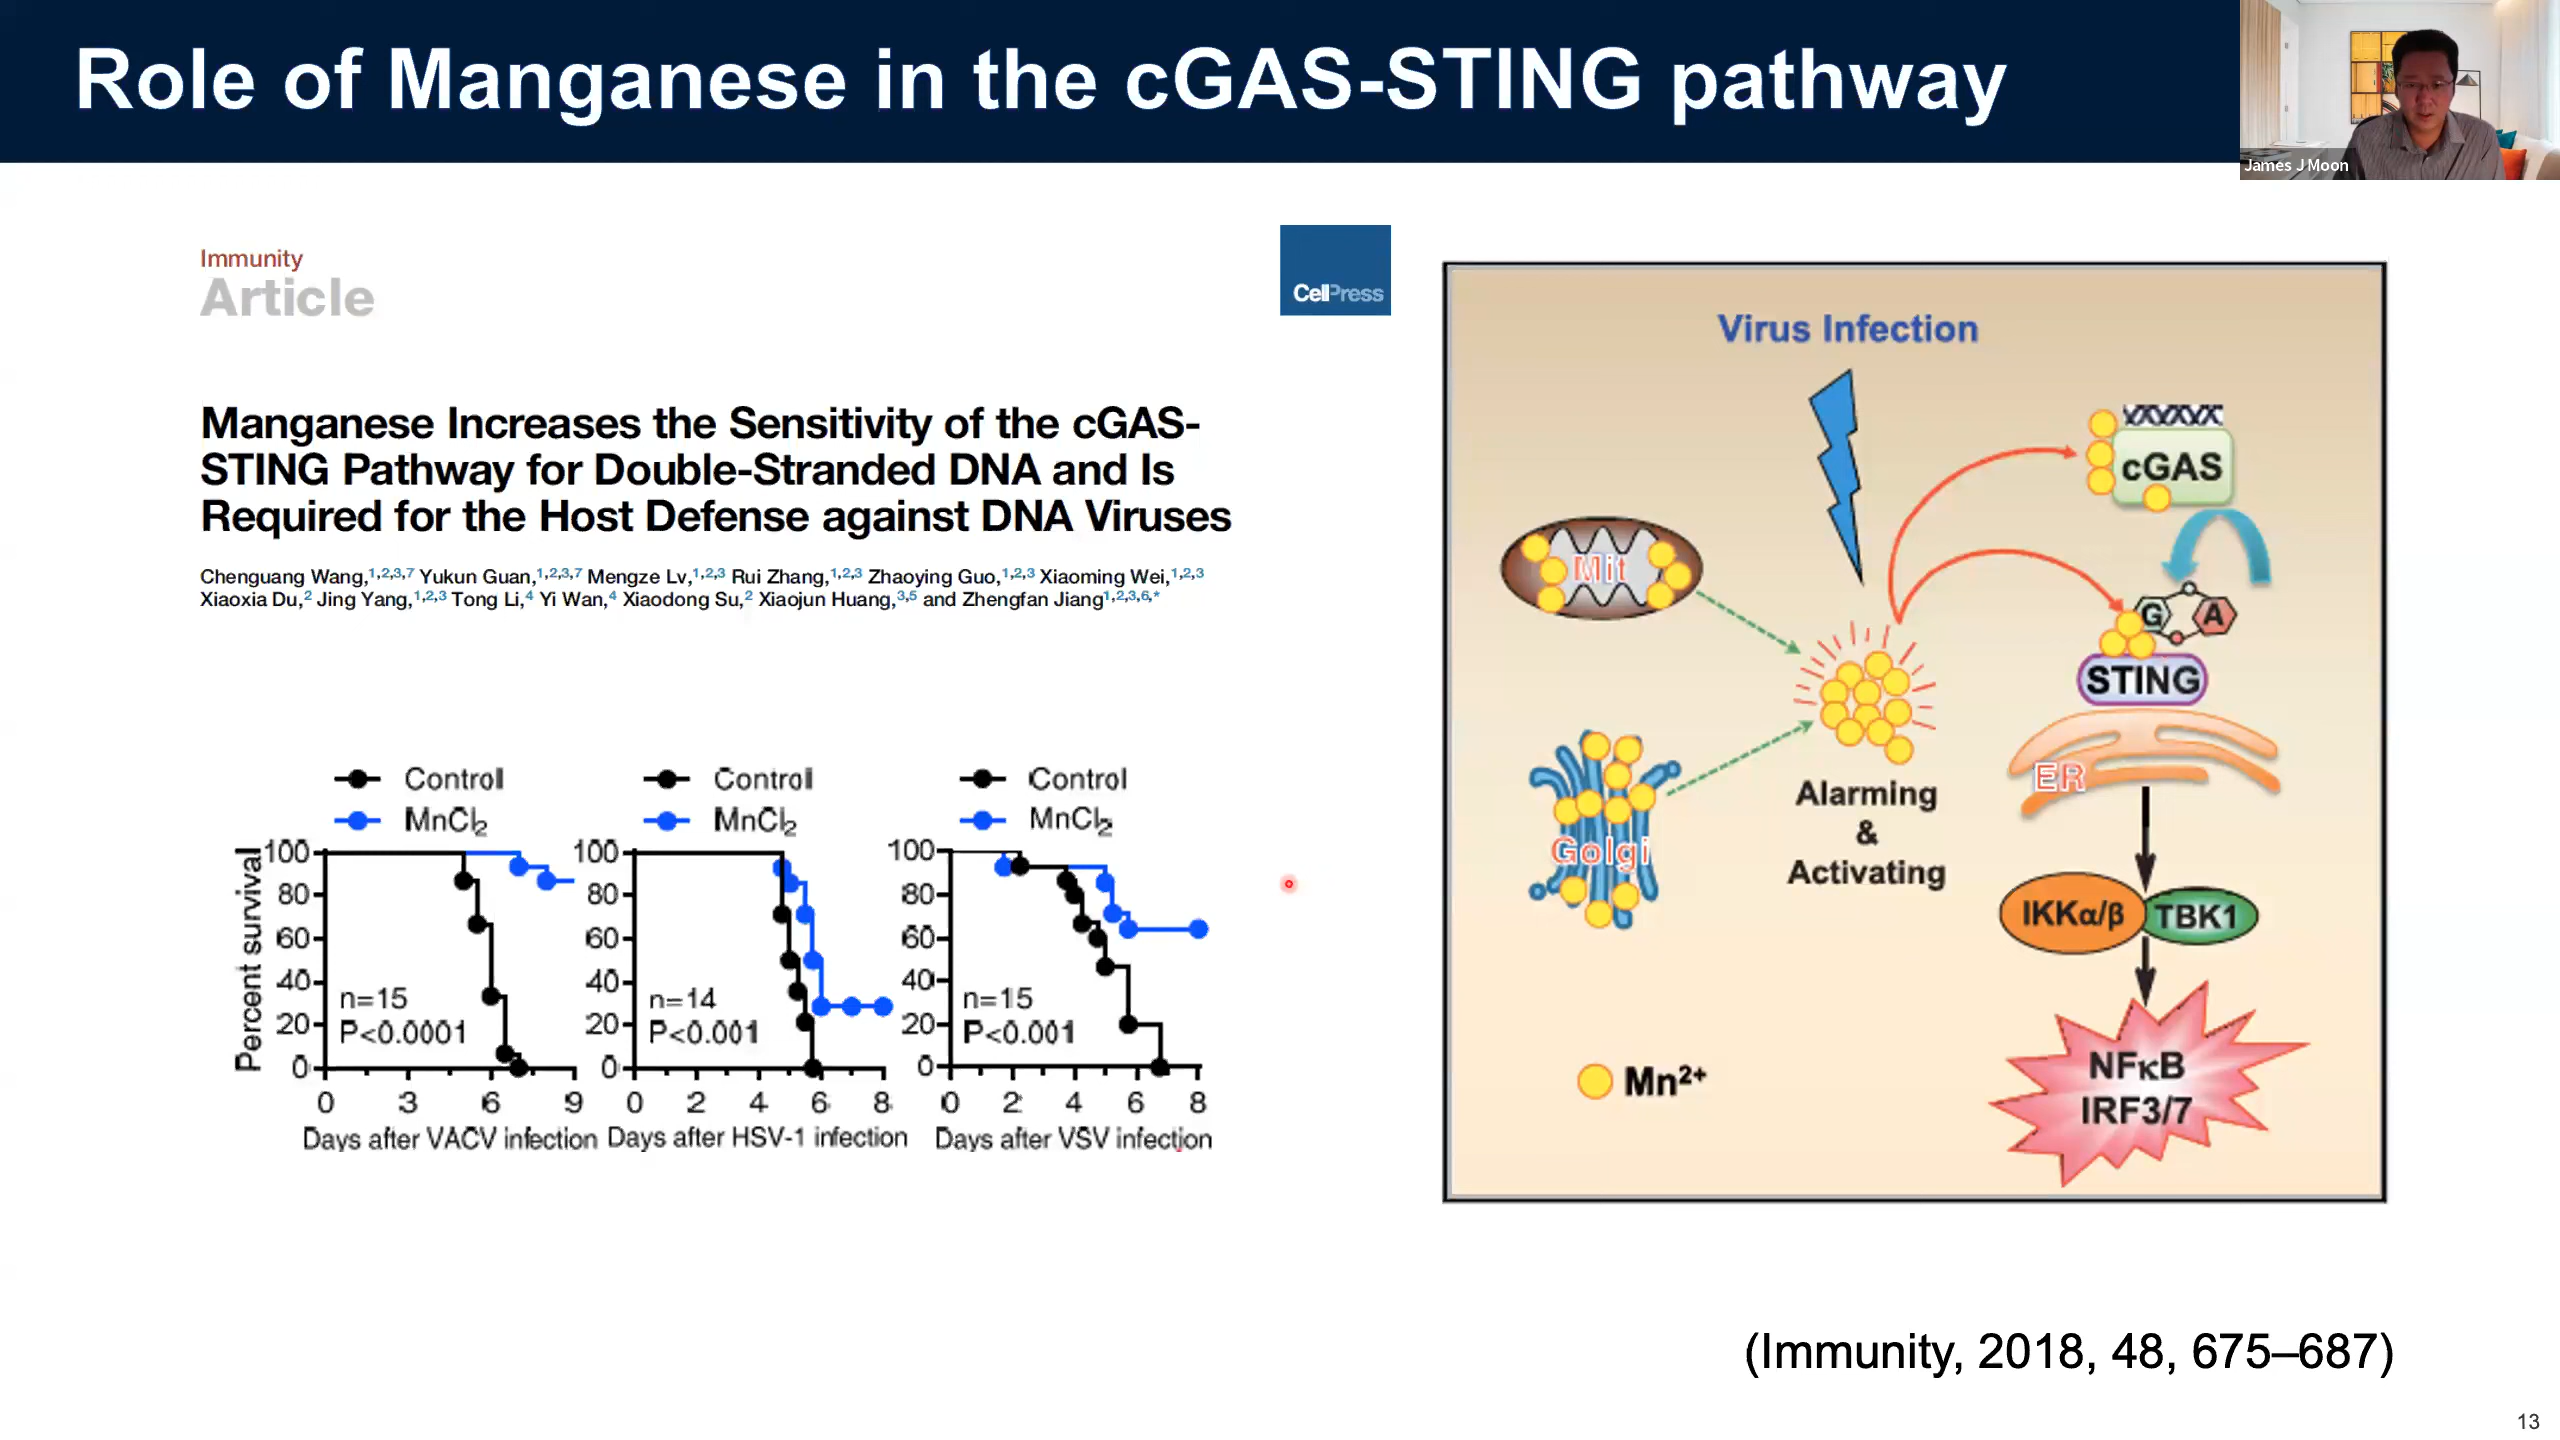 Role of Manganese in the cGAS-STING pathway
James J Moon
Immunity
Article
CellPress
Manganese Increases the Sensitivity of the cGAS-
STING Pathway for Double-Stranded DNA and Is
Required for the Host Defense against DNA Viruses
Chenguang Wang,1,2,3,7 Yukun Guan,1,2,3,7 Mengze Lv,1,2,3 Rui Zhang,1,2,3 Zhaoying Guo,1,2,3 Xiaoming Wei,1,2,3
Xiaoxia Du,2 Jing Yang,1,2,3 Tong Li,4 Yi Wan,4 Xiaodong Su,2 Xiaojun Huang,3,5 and Zhengfan Jiang1,2,3,6,*
Control
MnCl2
Percent survival
100
80
60
40
20
0
n=15
P<0.0001
0 3 6 9
Days after VACV infection
Control
MnCl2
100
80
60
40
20
0
n=14
P<0.001
0 2 4 6 8
Days after HSV-1 infection
Control
MnCl2
100
80
60
40
20
0
n=15
P<0.001
0 2 4 6 8
Days after VSV infection
Virus Infection
cGAS
Mit
G A
STING
ER
Golgi
Alarming
&
Activating
IKKα/β TBK1
NFκB
IRF3/7
Mn2+
(Immunity, 2018, 48, 675–687)
13